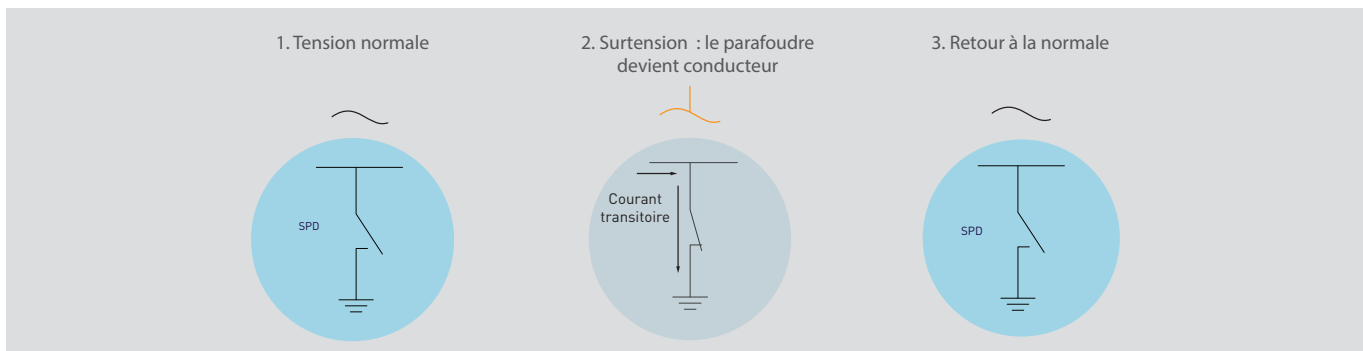 1. Tension normale
2. Surtension : le parafoudre
devient conducteur
3. Retour à la normale
SPD
Courant
transitoire
SPD